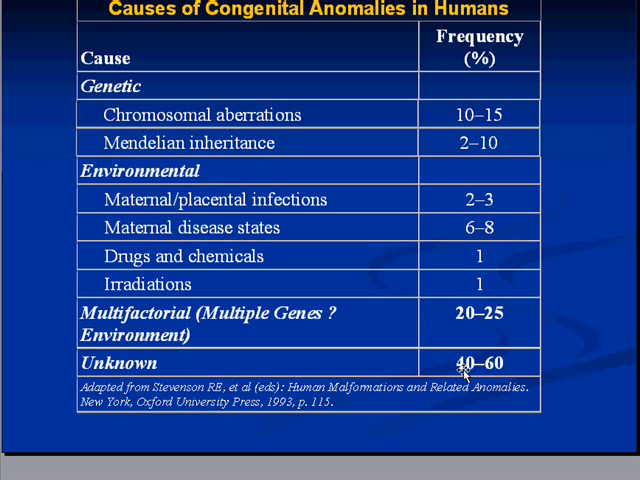 Causes of Congenital Anomalies in Humans
Cause Frequency (%)
Genetic
Chromosomal aberrations 10–15
Mendelian inheritance 2–10
Environmental
Maternal/placental infections 2–3
Maternal disease states 6–8
Drugs and chemicals 1
Irradiations 1
Multifactorial (Multiple Genes ? 20–25
Environment)
Unknown 40–60
Adapted from Stevenson RE, et al (eds): Human Malformations and Related Anomalies.
New York, Oxford University Press, 1993, p. 115.